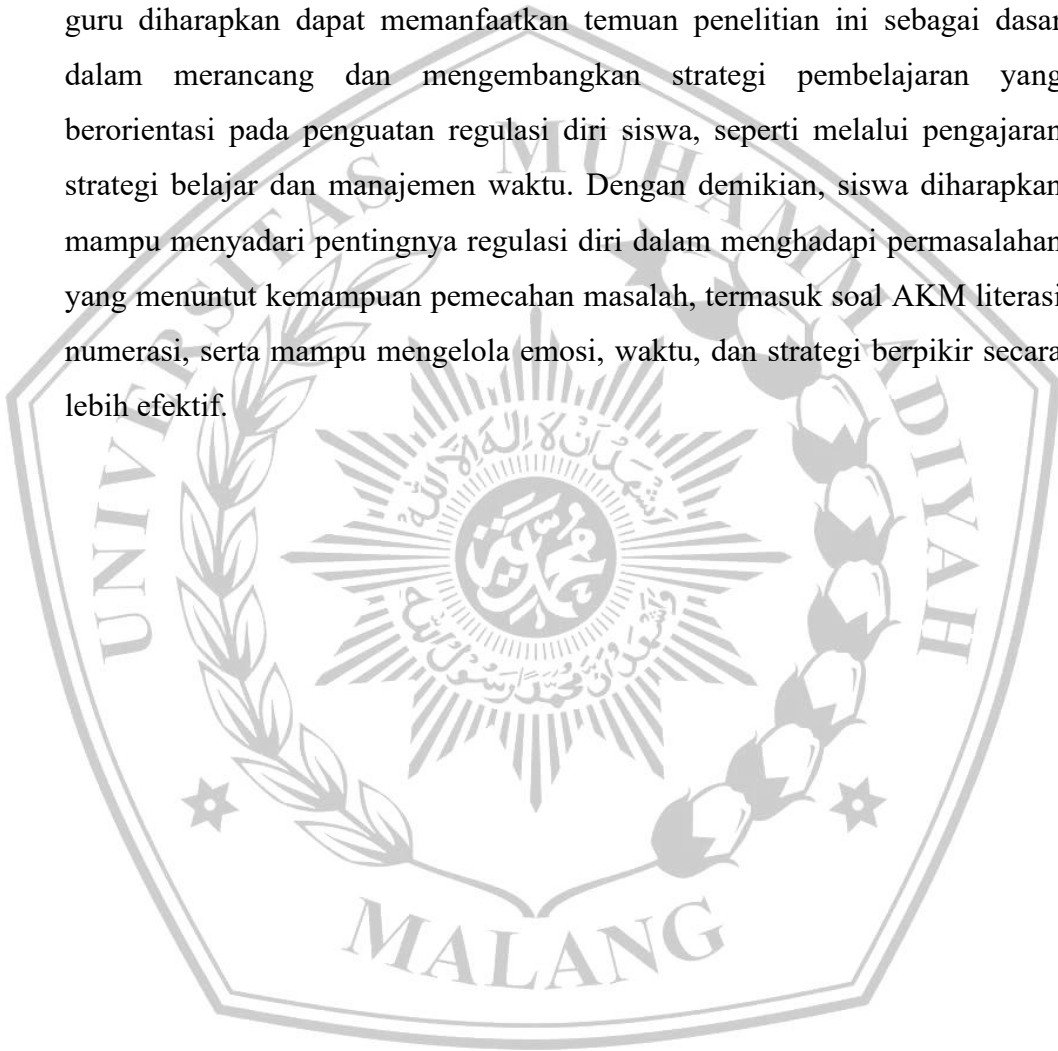 guru diharapkan dapat memanfaatkan temuan penelitian ini sebagai dasar
dalam merancang dan mengembangkan strategi pembelajaran yang
berorientasi pada penguatan regulasi diri siswa, seperti melalui pengajaran
strategi belajar dan manajemen waktu. Dengan demikian, siswa diharapkan
mampu menyadari pentingnya regulasi diri dalam menghadapi permasalahan
yang menuntut kemampuan pemecahan masalah, termasuk soal AKM literasi
numerasi, serta mampu mengelola emosi, waktu, dan strategi berpikir secara
lebih efektif.
UNIVERSITAS MUHAMMADIYAH
MALANG